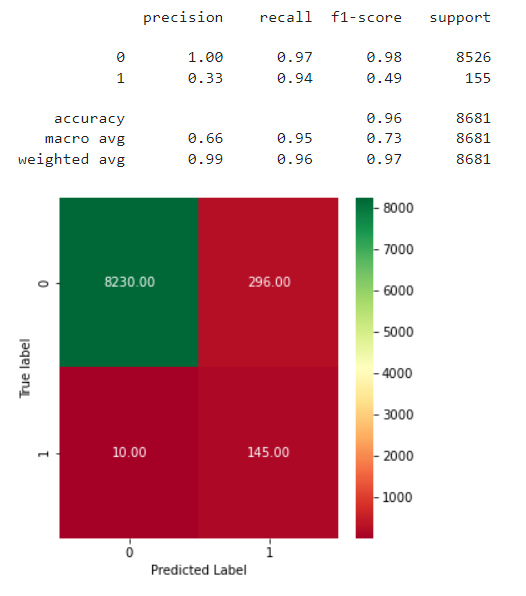 precision recall f1-score support
0 1.00 0.97 0.98 8526
1 0.33 0.94 0.49 155
accuracy 0.96 8681
macro avg 0.66 0.95 0.73 8681
weighted avg 0.99 0.96 0.97 8681
8000
7000
6000
5000
4000
3000
2000
1000
True label
0
1
8230.00 296.00
10.00 145.00
0 1
Predicted Label